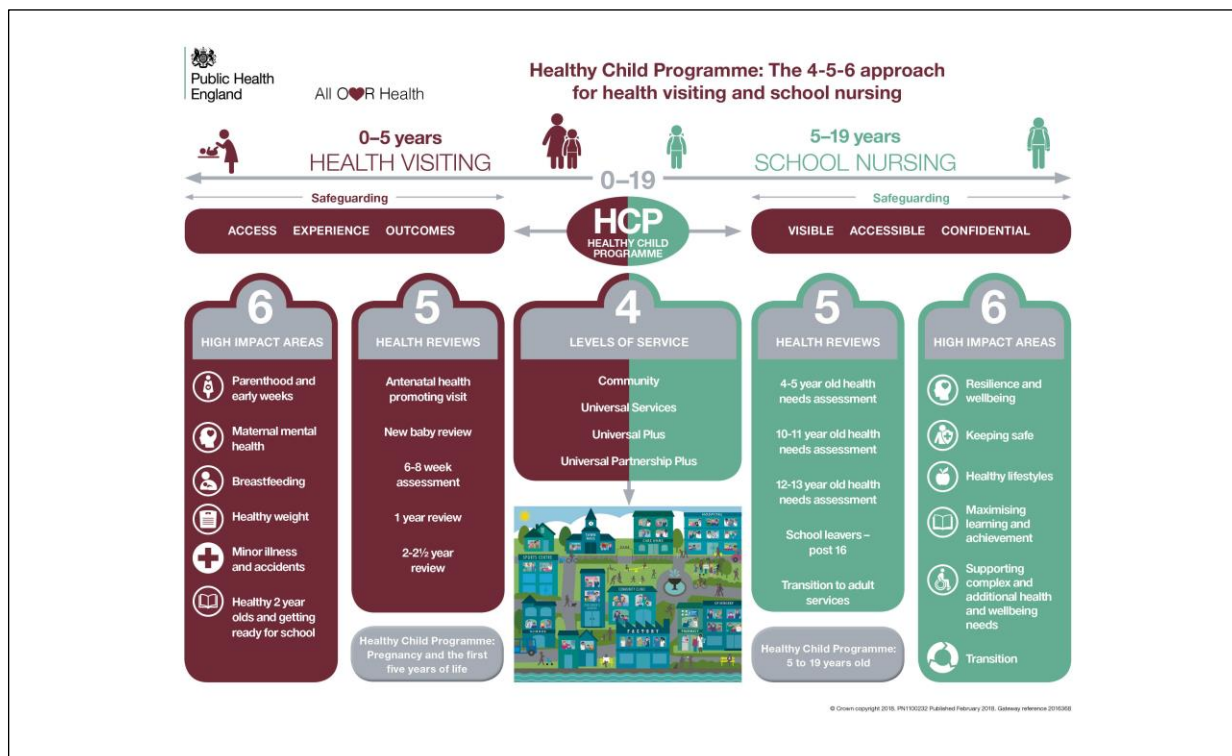 Public Health
England
All OUR Health
Healthy Child Programme: The 4-5-6 approach
for health visiting and school nursing
0–5 years
HEALTH VISITING
5–19 years
SCHOOL NURSING
0–19
Safeguarding
Safeguarding
ACCESS EXPERIENCE OUTCOMES
HCP
HEALTHY CHILD
PROGRAMME
VISIBLE ACCESSIBLE CONFIDENTIAL
6
HIGH IMPACT AREAS
Parenthood and
early weeks
Maternal mental
health
Breastfeeding
Healthy weight
Minor illness
and accidents
Healthy 2 year
olds and getting
ready for school
5
HEALTH REVIEWS
Antenatal health
promoting visit
New baby review
6-8 week
assessment
1 year review
2-2½ year
review
Healthy Child Programme:
Pregnancy and the first
five years of life
4
LEVELS OF SERVICE
Community
Universal Services
Universal Plus
Universal Partnership Plus
TOWN HALL
CARE HOME
SPORTS CENTRE
COMMUNITY CLINIC
FACTORY
PHARMACY
5
HEALTH REVIEWS
4-5 year old health
needs assessment
10-11 year old health
needs assessment
12-13 year old health
needs assessment
School leavers –
post 16
Transition to adult
services
Healthy Child Programme:
5 to 19 years old
6
HIGH IMPACT AREAS
Resilience and
wellbeing
Keeping safe
Healthy lifestyles
Maximising
learning and
achievement
Supporting
complex and
additional health
and wellbeing
needs
Transition
© Crown copyright 2018. PN1100232 Published February 2018. Gateway reference 2016368